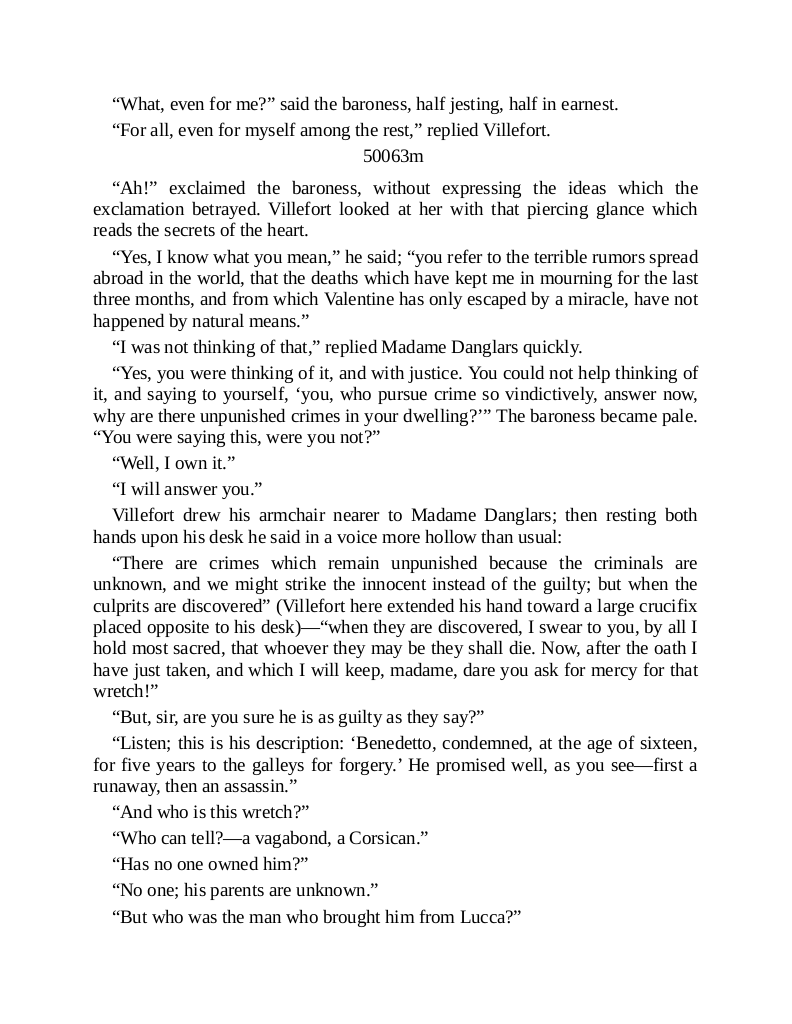 “What, even for me?” said the baroness, half jesting, half in earnest.
“For all, even for myself among the rest,” replied Villefort.
50063m
“Ah!” exclaimed the baroness, without expressing the ideas which the
exclamation betrayed. Villefort looked at her with that piercing glance which
reads the secrets of the heart.
“Yes, I know what you mean,” he said; “you refer to the terrible rumors spread
abroad in the world, that the deaths which have kept me in mourning for the last
three months, and from which Valentine has only escaped by a miracle, have not
happened by natural means.”
“I was not thinking of that,” replied Madame Danglars quickly.
“Yes, you were thinking of it, and with justice. You could not help thinking of
it, and saying to yourself, ‘you, who pursue crime so vindictively, answer now,
why are there unpunished crimes in your dwelling?’” The baroness became pale.
“You were saying this, were you not?”
“Well, I own it.”
“I will answer you.”
Villefort drew his armchair nearer to Madame Danglars; then resting both
hands upon his desk he said in a voice more hollow than usual:
“There are crimes which remain unpunished because the criminals are
unknown, and we might strike the innocent instead of the guilty; but when the
culprits are discovered” (Villefort here extended his hand toward a large crucifix
placed opposite to his desk)—“when they are discovered, I swear to you, by all I
hold most sacred, that whoever they may be they shall die. Now, after the oath I
have just taken, and which I will keep, madame, dare you ask for mercy for that
wretch!”
“But, sir, are you sure he is as guilty as they say?”
“Listen; this is his description: ‘Benedetto, condemned, at the age of sixteen,
for five years to the galleys for forgery.’ He promised well, as you see—first a
runaway, then an assassin.”
“And who is this wretch?”
“Who can tell?—a vagabond, a Corsican.”
“Has no one owned him?”
“No one; his parents are unknown.”
“But who was the man who brought him from Lucca?”